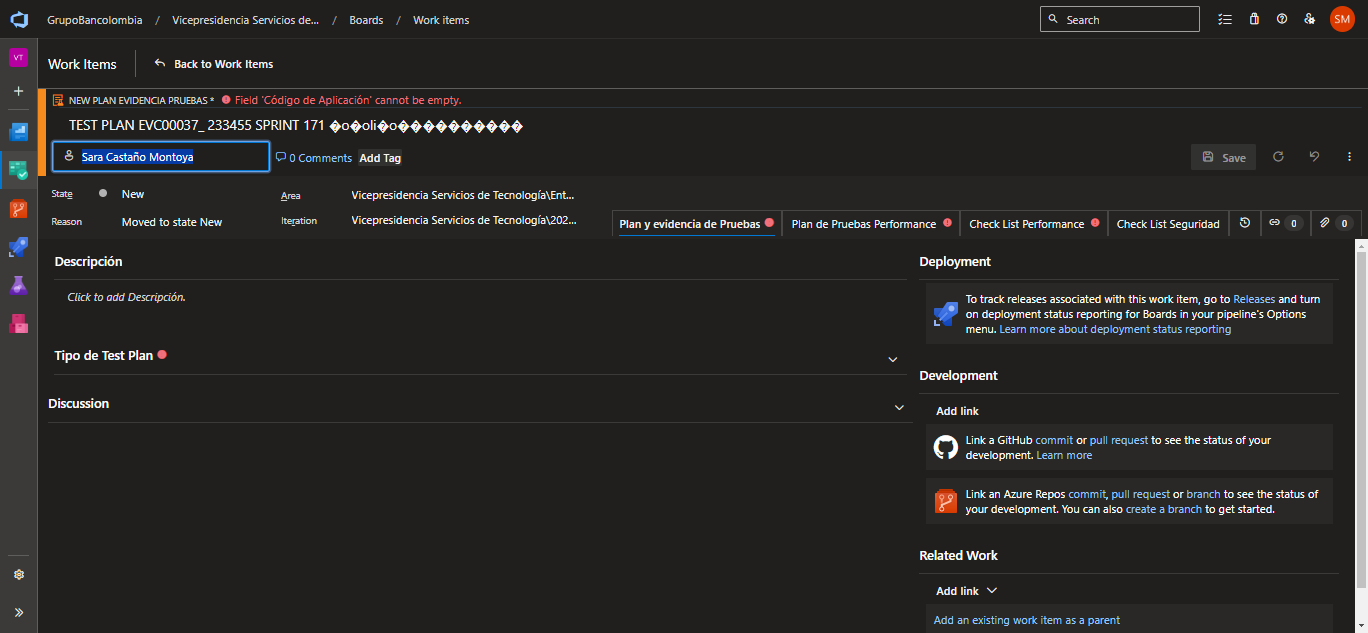 GrupoBancolombia / Vicepresidencia Servicios de... / Boards / Work items
Search
SM
VT
Work Items
Back to Work Items
NEW PLAN EVIDENCIA PRUEBAS * Field 'Código de Aplicación' cannot be empty.
TEST PLAN EVC00037_ 233455 SPRINT 171 �o�oli�o����������
Sara Castaño Montoya
0 Comments
Add Tag
Save
State
New
Area
Vicepresidencia Servicios de Tecnología\Ent...
Reason
Moved to state New
Iteration
Vicepresidencia Servicios de Tecnología\202...
Plan y evidencia de Pruebas
Plan de Pruebas Performance
Check List Performance
Check List Seguridad
0
0
Descripción
Click to add Descripción.
Tipo de Test Plan
Discussion
Deployment
To track releases associated with this work item, go to Releases and turn
on deployment status reporting for Boards in your pipeline's Options
menu. Learn more about deployment status reporting
Development
Add link
Link a GitHub commit or pull request to see the status of your
development. Learn more
Link an Azure Repos commit, pull request or branch to see the status of
your development. You can also create a branch to get started.
Related Work
Add link
Add an existing work item as a parent